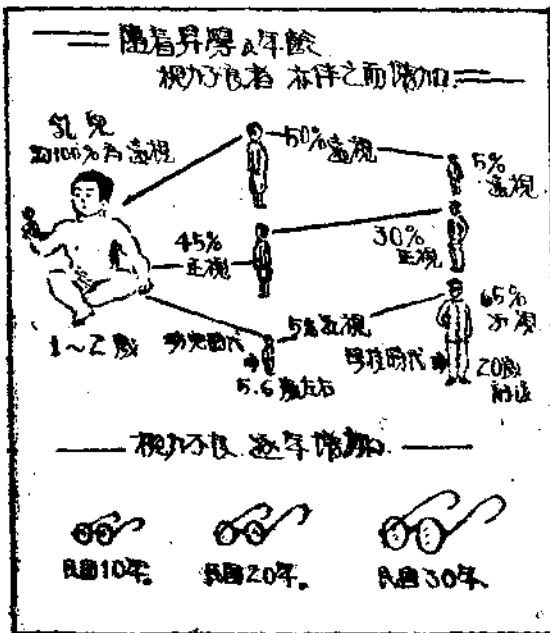 隨着昇學及年齡
視力不良者 亦伴之而增加
乳兒
約100%為遠視
50%遠視
5%
遠視
45%
正視
30%
正視
1～2歲
幼兒時代
5%近視
65%
近視
5.6歲左右
學校時代
20歲
前後
視力不良 逐年增加
民國10年。
民國20年。
民國30年。